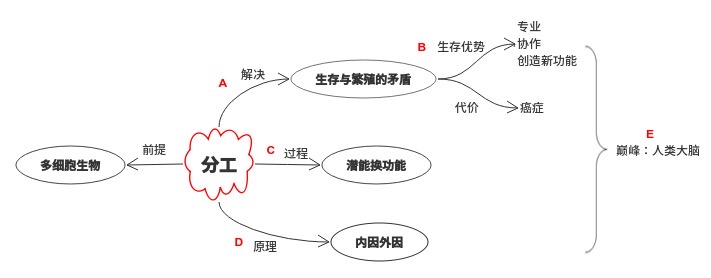 专业
B 生存优势 协作
创造新功能
A 解决 生存与繁殖的矛盾
代价 癌症
E
巅峰：人类大脑
多细胞生物 前提 分工 C 过程 潜能换功能
D 原理 内因外因